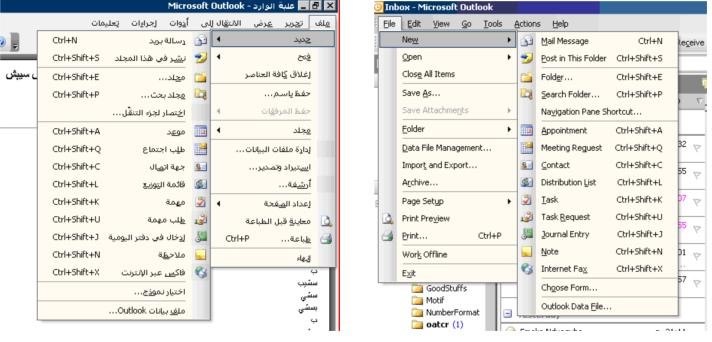 علبة الوارد - Microsoft Outlook
ملف تحرير عرض الانتقال إلى أدوات إجراءات تعليمات
جديد
فتح
إغلاق كافة العناصر
حفظ باسم...
حفظ المرفقات
مجلد
إدارة ملفات البيانات...
استيراد وتصدير...
أرشفة...
إعداد الصفحة
معاينة قبل الطباعة
طباعة... Ctrl+P
إنهاء
رسالة بريد Ctrl+N
نشر في هذا المجلد Ctrl+Shift+S
مجلد... Ctrl+Shift+E
مجلد بحث... Ctrl+Shift+P
اختصار لجزء التنقل...
موعد Ctrl+Shift+A
طلب اجتماع Ctrl+Shift+Q
جهة اتصال Ctrl+Shift+C
قائمة التوزيع Ctrl+Shift+L
مهمة Ctrl+Shift+K
طلب مهمة Ctrl+Shift+U
إدخال في دفتر اليومية Ctrl+Shift+J
ملاحظة Ctrl+Shift+N
فاكس عبر الإنترنت Ctrl+Shift+X
اختيار نموذج...
ملف بيانات Outlook...
Inbox - Microsoft Outlook
File Edit View Go Tools Actions Help
New
Open
Close All Items
Save As...
Save Attachments
Folder
Data File Management...
Import and Export...
Archive...
Page Setup
Print Preview
Print... Ctrl+P
Work Offline
Exit
GoodStuffs
Motif
NumberFormat
oatcr (1)
Mail Message Ctrl+N
Post in This Folder Ctrl+Shift+S
Folder... Ctrl+Shift+E
Search Folder... Ctrl+Shift+P
Navigation Pane Shortcut...
Appointment Ctrl+Shift+A
Meeting Request Ctrl+Shift+Q
Contact Ctrl+Shift+C
Distribution List Ctrl+Shift+L
Task Ctrl+Shift+K
Task Request Ctrl+Shift+U
Journal Entry Ctrl+Shift+J
Note Ctrl+Shift+N
Internet Fax Ctrl+Shift+X
Choose Form...
Outlook Data File...